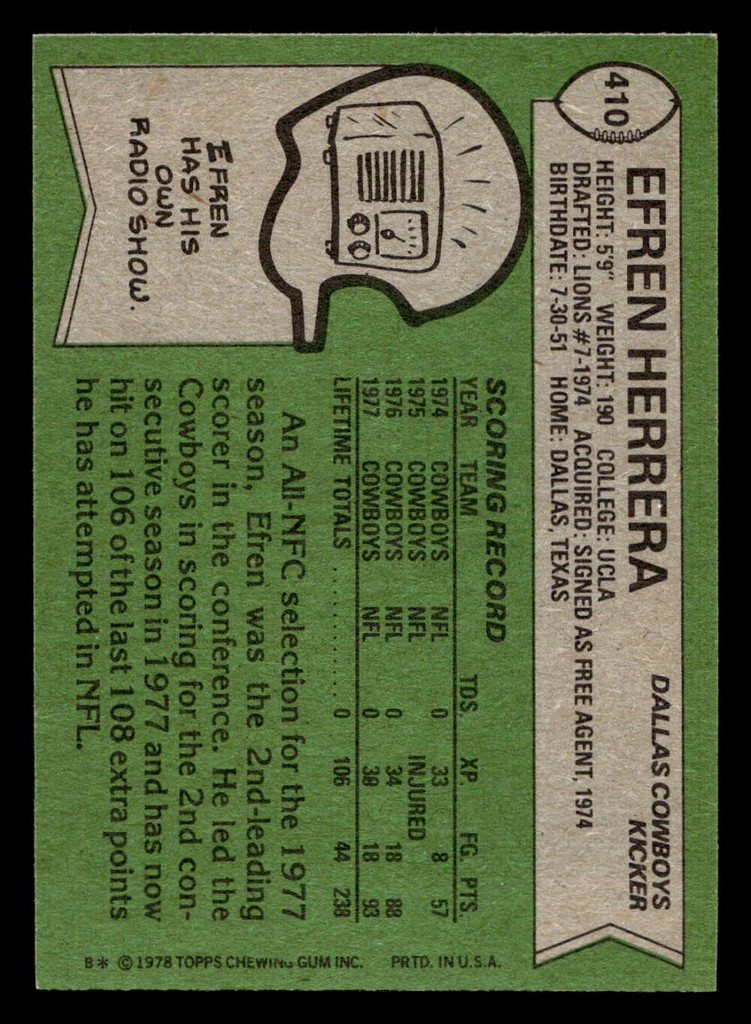 410
EFREN HERRERA
DALLAS COWBOYS
KICKER
HEIGHT: 5'9" WEIGHT: 190 COLLEGE: UCLA
DRAFTED: LIONS #7-1974 ACQUIRED: SIGNED AS FREE AGENT, 1974
BIRTHDATE: 7-30-51 HOME: DALLAS, TEXAS
EFREN
HAS HIS
OWN
RADIO SHOW.
SCORING RECORD
YEAR TEAM TDS. XP. FG. PTS.
1974 COWBOYS NFL 0 33 8 57
1975 COWBOYS NFL INJURED
1976 COWBOYS NFL 0 34 18 88
1977 COWBOYS NFL 0 39 18 93
LIFETIME TOTALS .......... 0 106 44 238
An All-NFC selection for the 1977
season, Efren was the 2nd-leading
scorer in the conference. He led the
Cowboys in scoring for the 2nd con-
secutive season in 1977 and has now
hit on 106 of the last 108 extra points
he has attempted in NFL.
B* © 1978 TOPPS CHEWING GUM INC. PRTD. IN U.S.A.